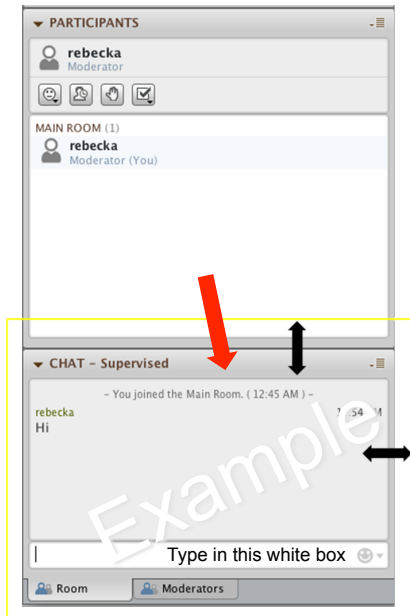 PARTICIPANTS
rebecka
Moderator
MAIN ROOM (1)
rebecka
Moderator (You)
CHAT – Supervised
– You joined the Main Room. ( 12:45 AM ) –
rebecka
Hi
Example
Type in this white box
Room Moderators